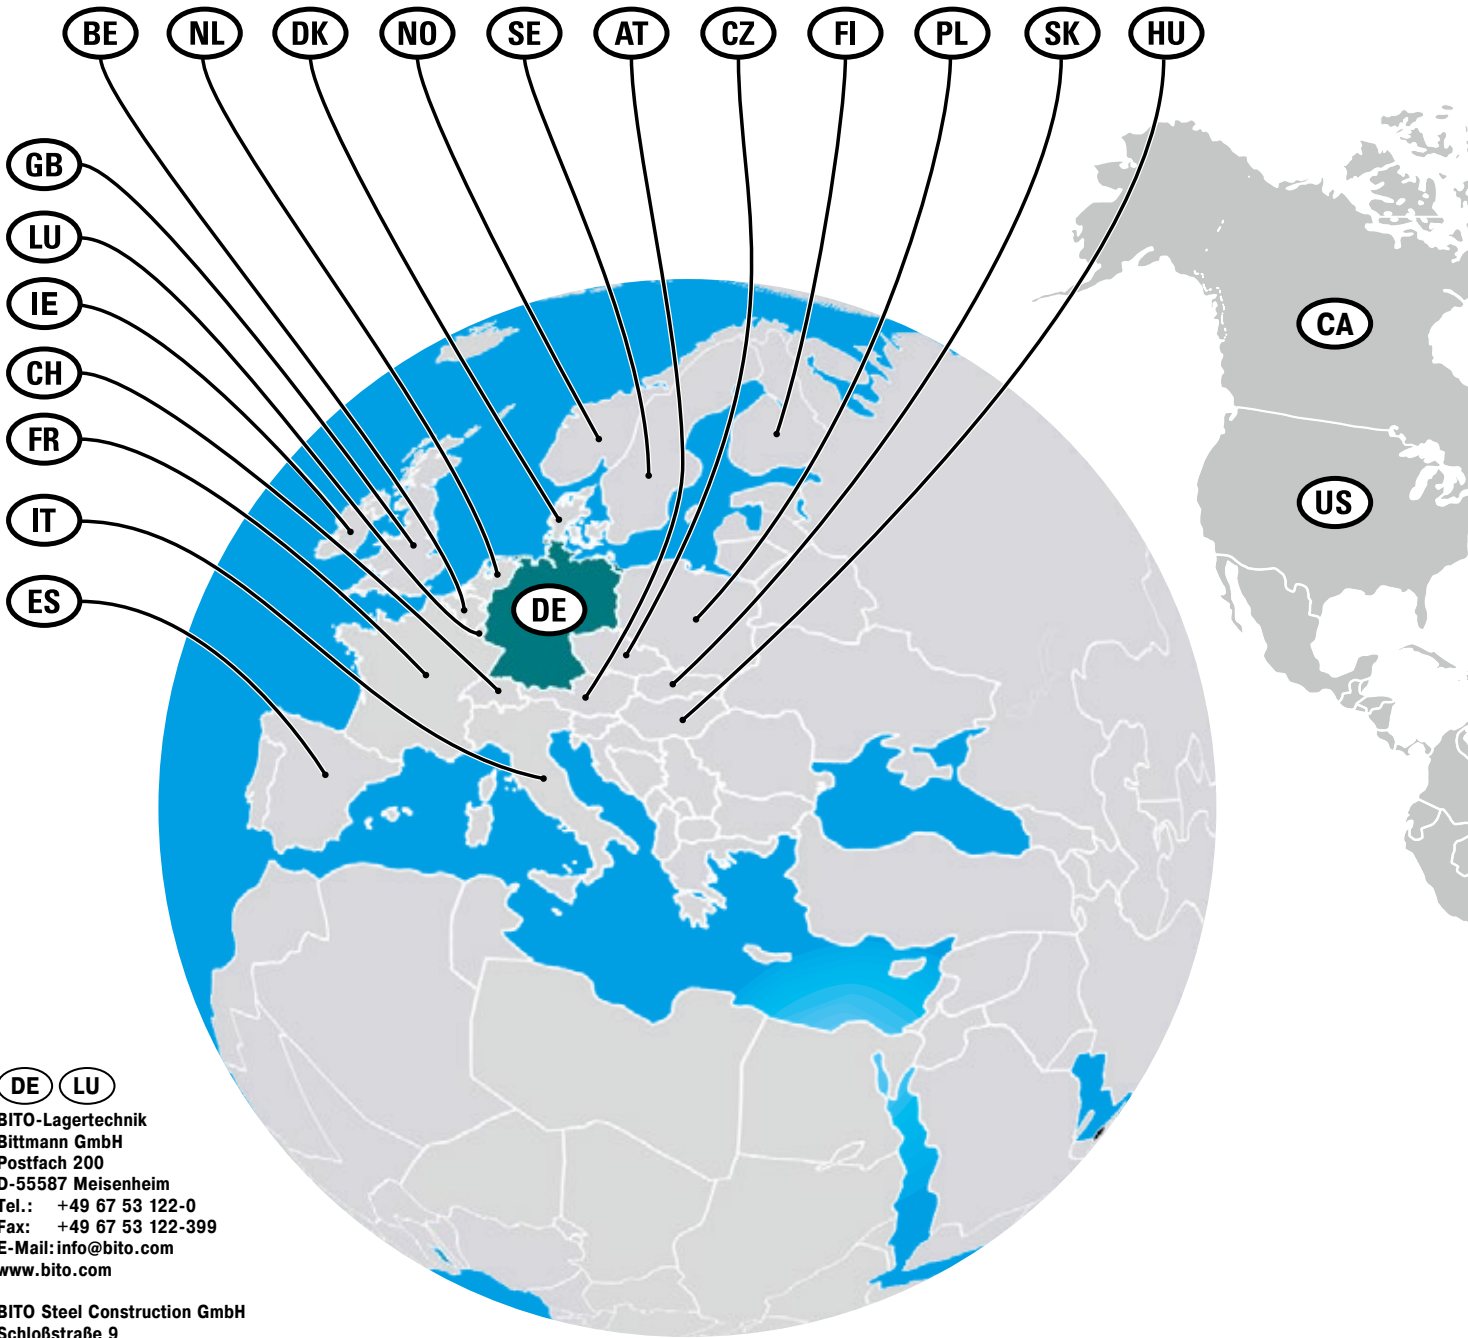 BE NL DK NO SE AT CZ FI PL SK HU
GB
LU
IE
CH
FR
IT
ES
DE
CA
US
DE LU
BITO-Lagertechnik
Bittmann GmbH
Postfach 200
D-55587 Meisenheim
Tel.: +49 67 53 122-0
Fax: +49 67 53 122-399
E-Mail: info@bito.com
www.bito.com
BITO Steel Construction GmbH
Schloßstraße 9